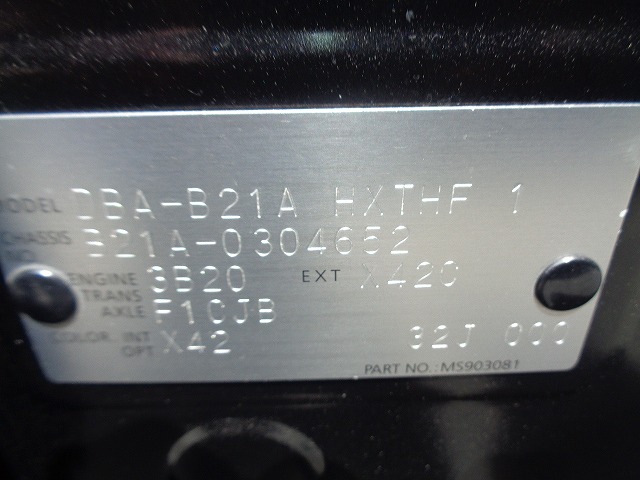 MODEL DBA-B21A HXTHF 1
CHASSIS NO. B21A-0304652
ENGINE 3B20 EXT X42C
TRANS AXLE F1CJB
COLOR INT OPT X42 32J 000
PART NO.: MS903081